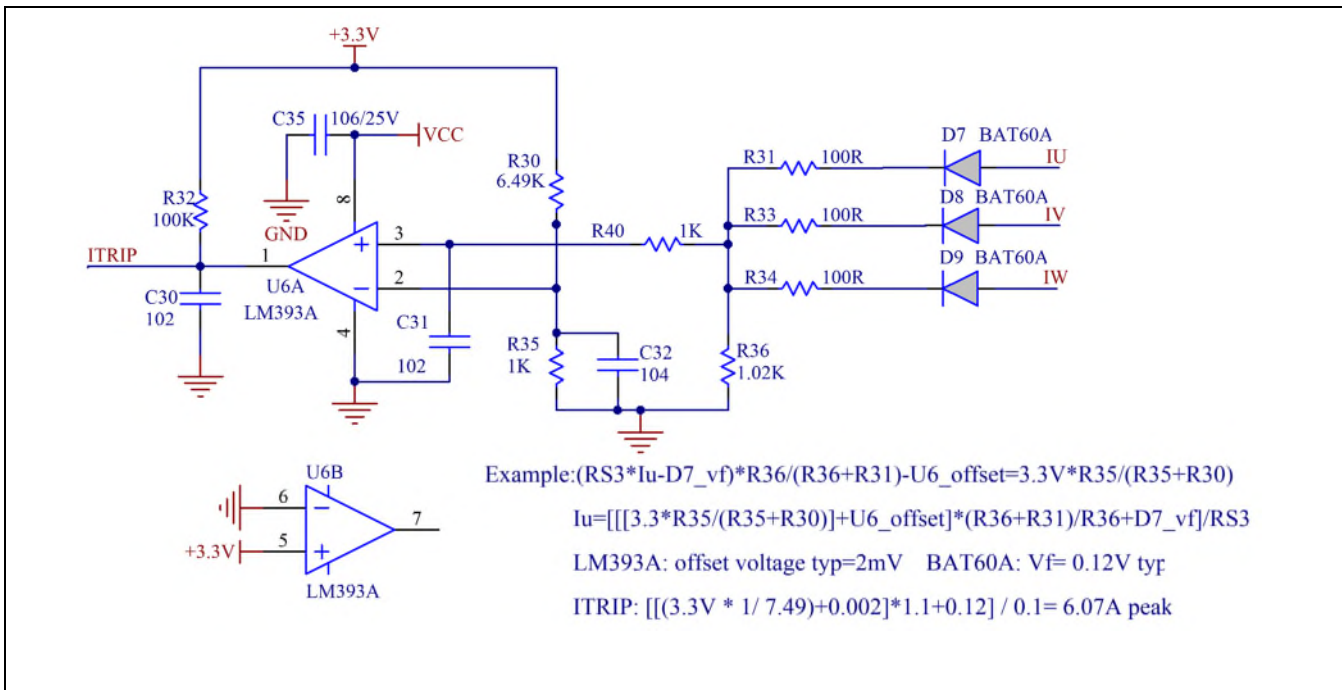 +3.3V
C35 106/25V
VCC
D7 BAT60A
R31 100R IU
R30
6.49K
R32
100K
8
D8 BAT60A
R33 100R IV
GND
R40 1K
3
ITRIP
1
+
U6A
2
−
D9 BAT60A
R34 100R IW
C30
102
LM393A
4
C31
102
R35
1K
C32
104
R36
1.02K
U6B
6
−
7
+3.3V
5
+
LM393A
Example:(RS3*Iu-D7_vf)*R36/(R36+R31)-U6_offset=3.3V*R35/(R35+R30)
Iu=[[[3.3*R35/(R35+R30)]+U6_offset]*(R36+R31)/R36+D7_vf]/RS3
LM393A: offset voltage typ=2mV BAT60A: Vf= 0.12V typ
ITRIP: [[(3.3V * 1/ 7.49)+0.002]*1.1+0.12] / 0.1= 6.07A peak